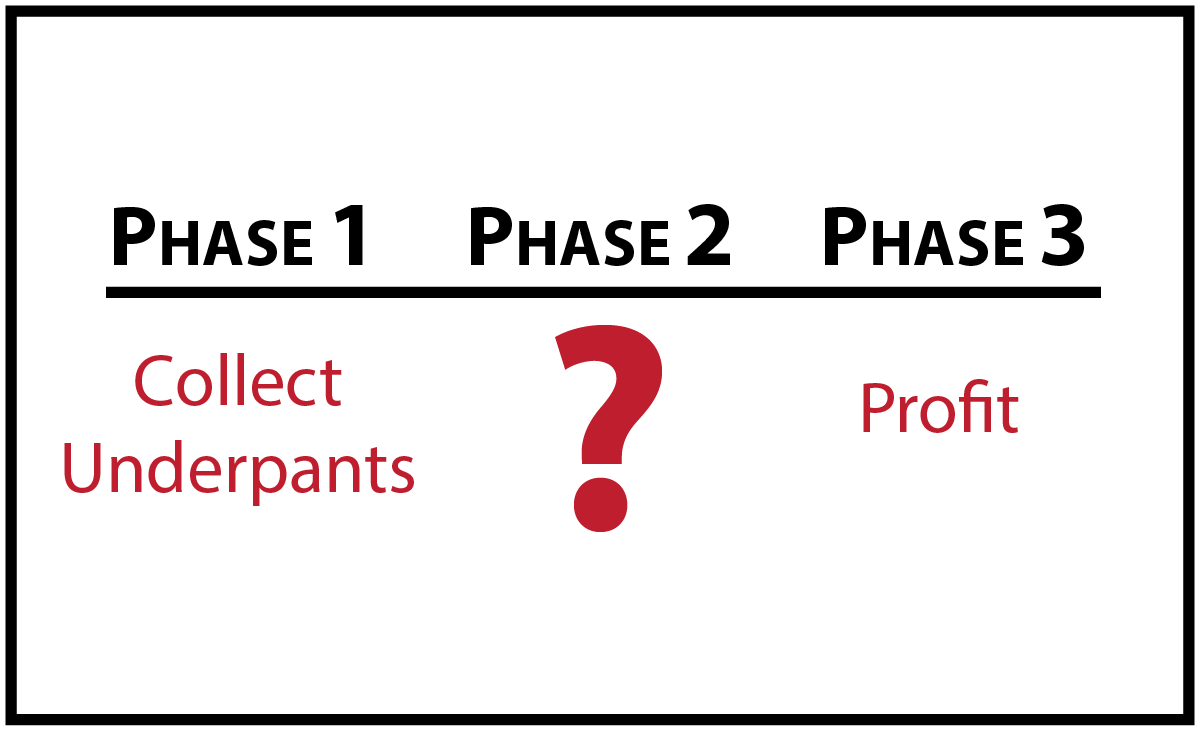 Phase 1 Phase 2 Phase 3
Collect
Underpants
?
Profit